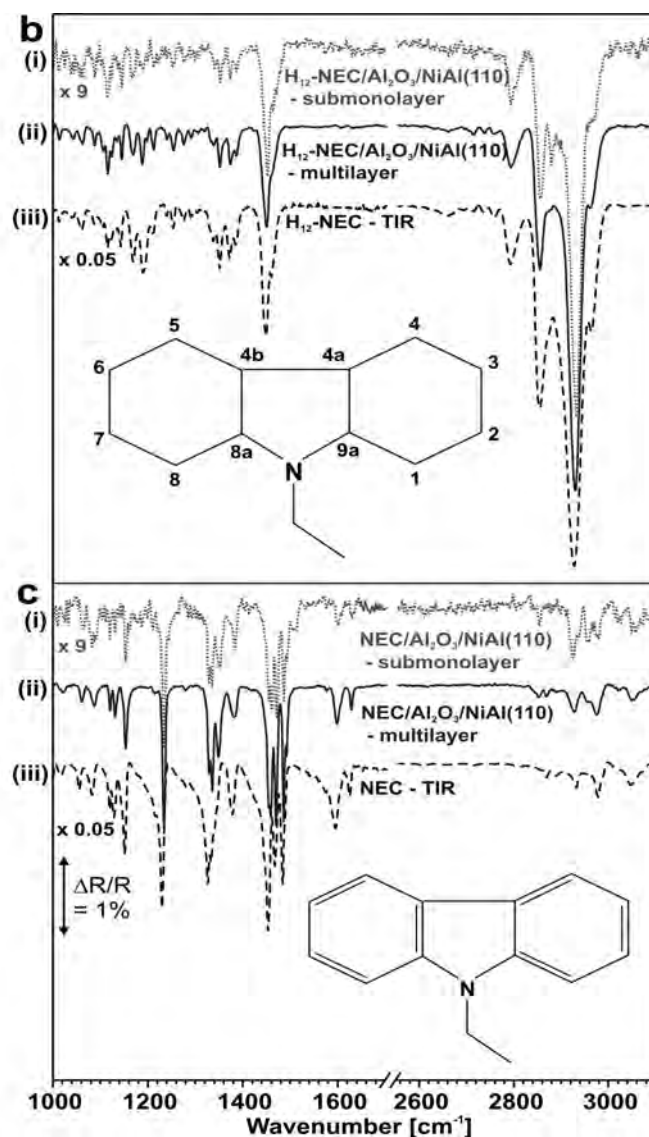 b
(i)
x 9
H₁₂-NEC/Al₂O₃/NiAl(110)
- submonolayer
(ii)
H₁₂-NEC/Al₂O₃/NiAl(110)
- multilayer
(iii)
x 0.05
H₁₂-NEC - TIR
5
4
6
4b
4a
3
7
8a
9a
2
8
N
1
c
(i)
x 9
NEC/Al₂O₃/NiAl(110)
- submonolayer
(ii)
NEC/Al₂O₃/NiAl(110)
- multilayer
(iii)
x 0.05
NEC - TIR
ΔR/R
= 1%
N
1000 1200 1400 1600 2600 2800 3000
Wavenumber [cm⁻¹]